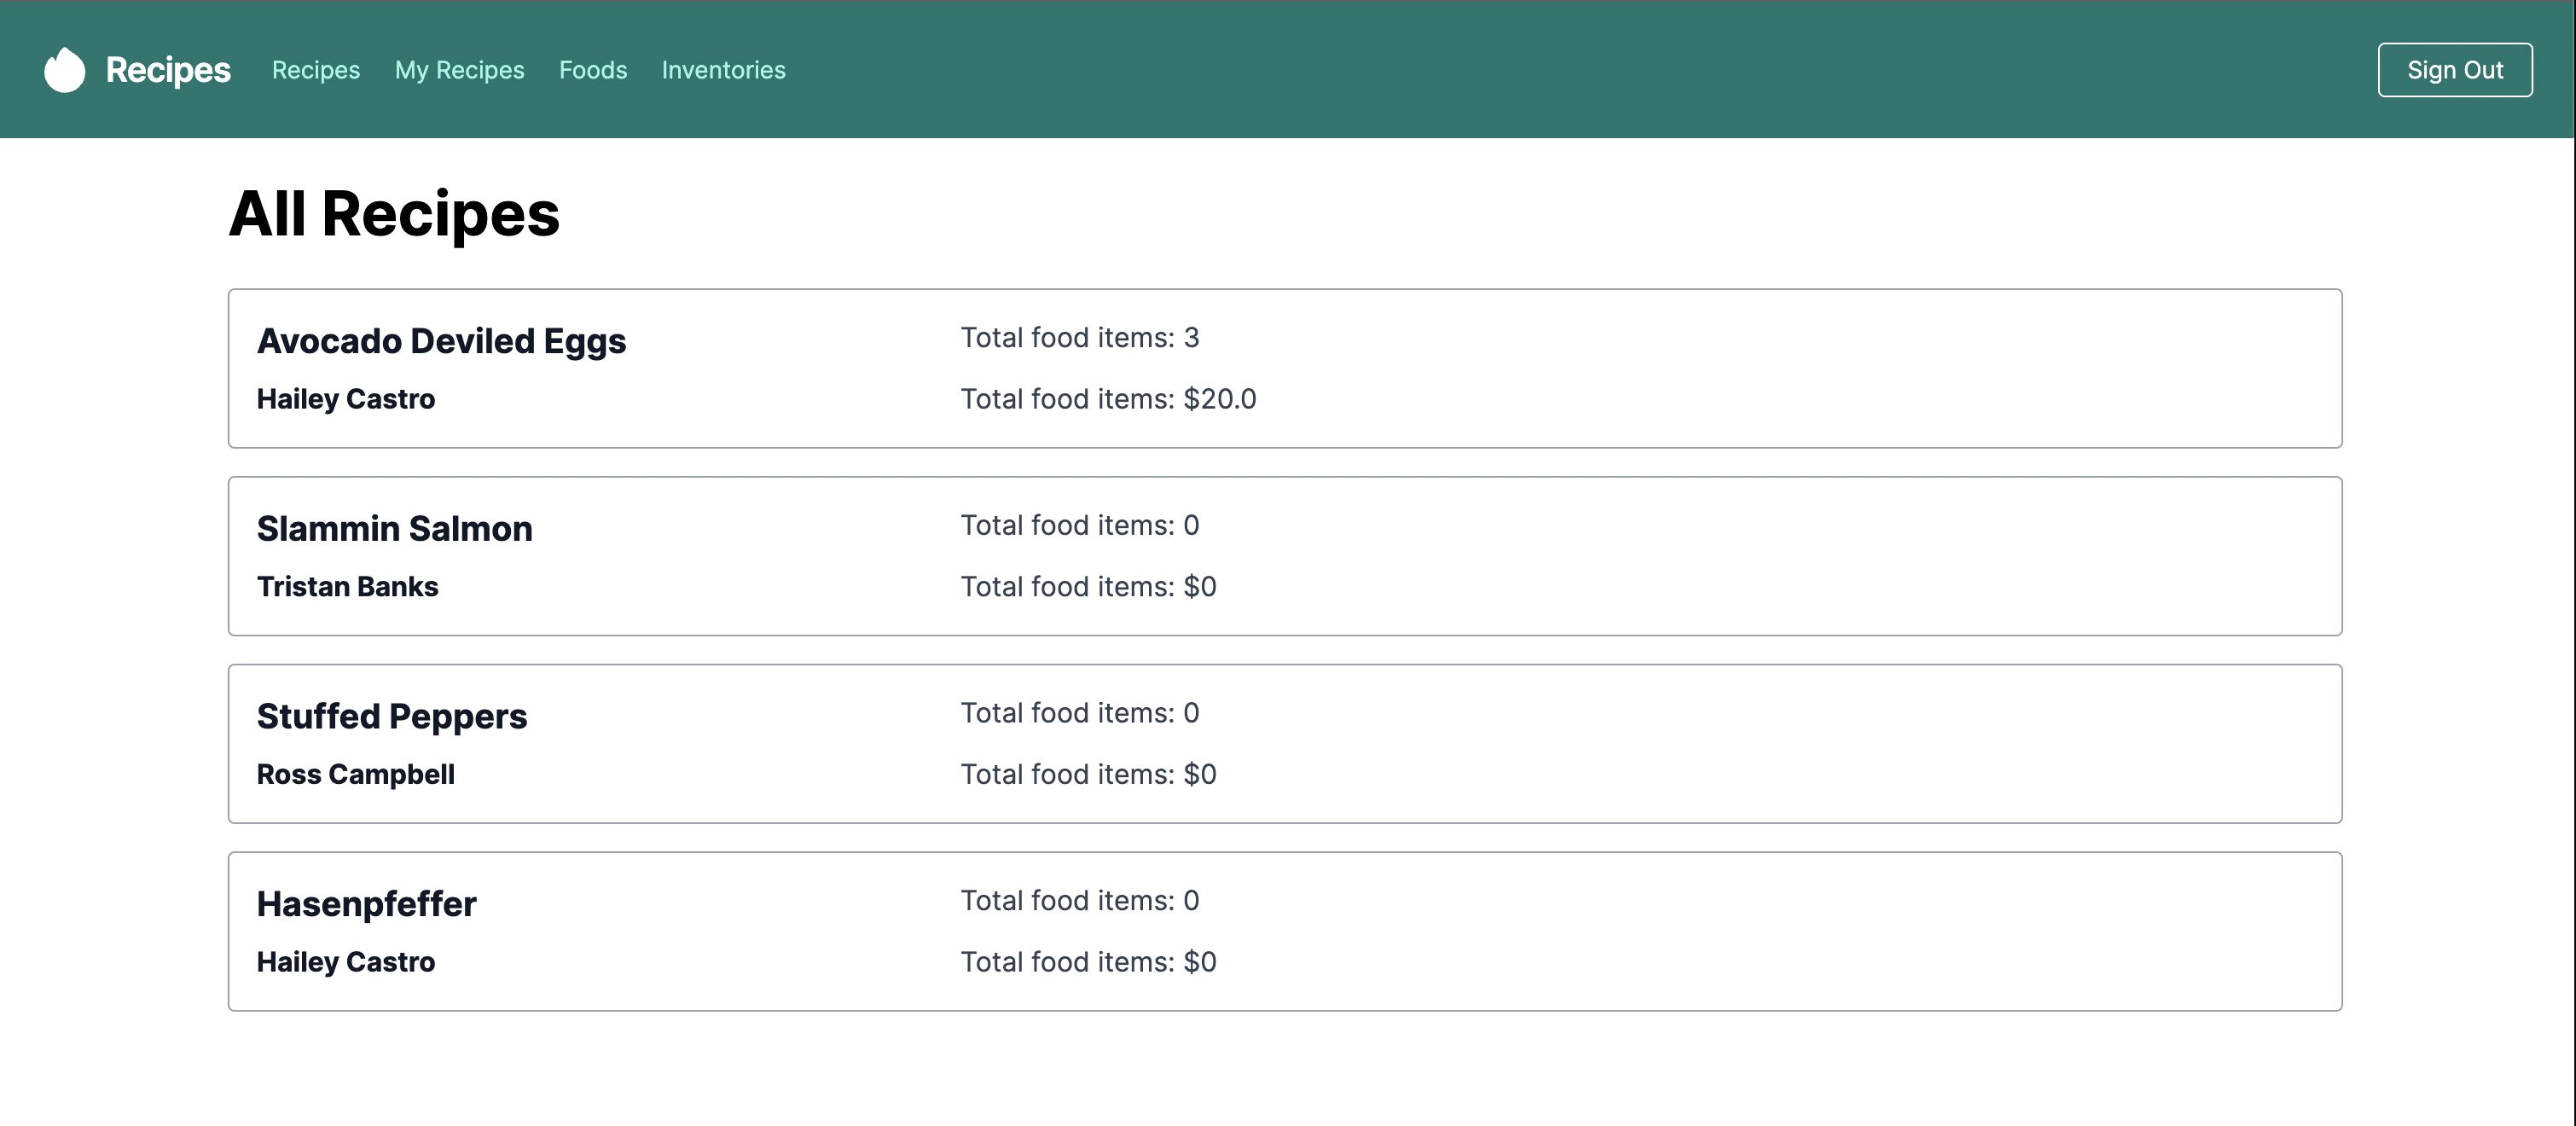 Recipes Recipes My Recipes Foods Inventories Sign Out
All Recipes
Avocado Deviled Eggs Total food items: 3
Hailey Castro Total food items: $20.0
Slammin Salmon Total food items: 0
Tristan Banks Total food items: $0
Stuffed Peppers Total food items: 0
Ross Campbell Total food items: $0
Hasenpfeffer Total food items: 0
Hailey Castro Total food items: $0